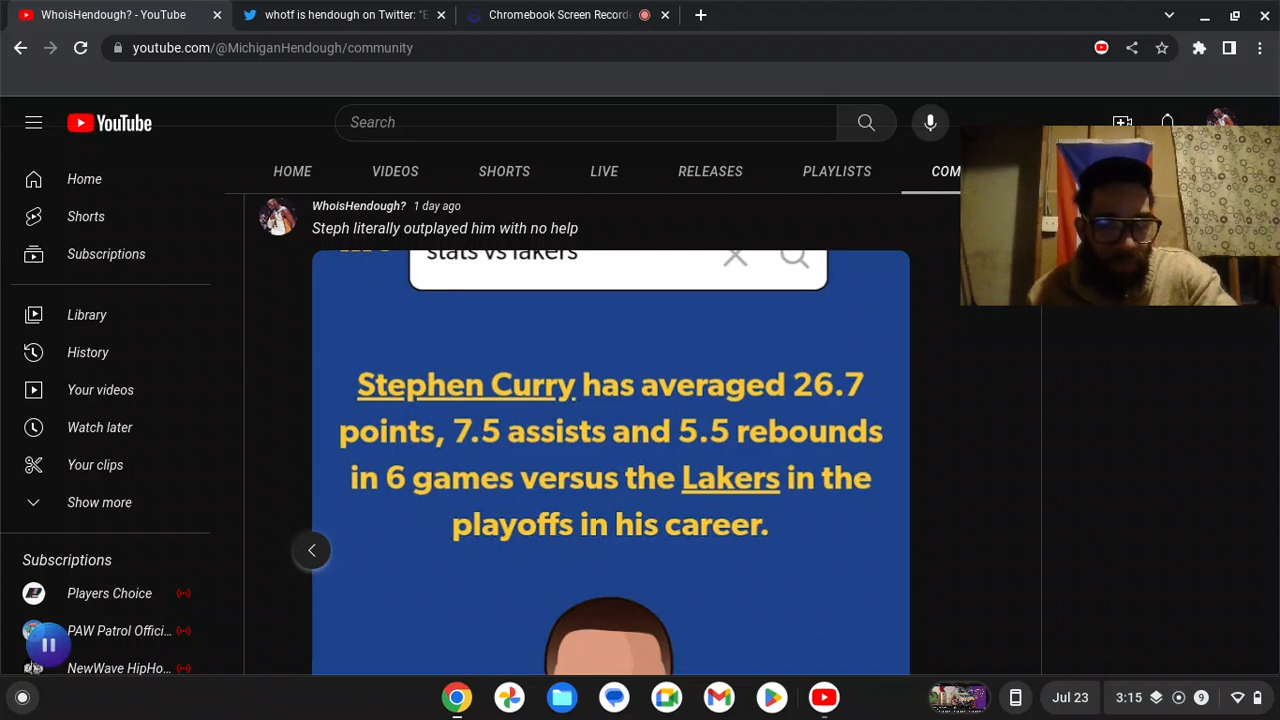 WhoisHendough? - YouTube
whotf is hendough on Twitter: "E
Chromebook Screen Record
youtube.com/@MichiganHendough/community
YouTube
Search
HOME
VIDEOS
SHORTS
LIVE
RELEASES
PLAYLISTS
COM
Home
Shorts
Subscriptions
Library
History
Your videos
Watch later
Your clips
Show more
Subscriptions
Players Choice
PAW Patrol Offici...
NewWave HipHo...
WhoisHendough? 1 day ago
Steph literally outplayed him with no help
stats vs lakers
Stephen Curry has averaged 26.7
points, 7.5 assists and 5.5 rebounds
in 6 games versus the Lakers in the
playoffs in his career.
Jul 23
3:15
9